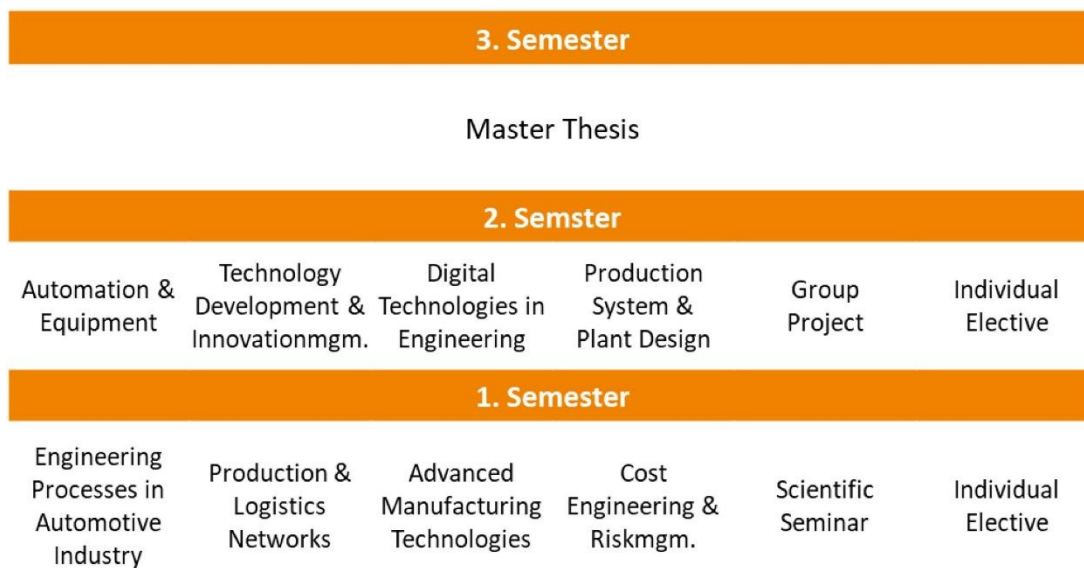 3. Semester
Master Thesis
2. Semster
Automation &
Equipment
Technology
Development &
Innovationmgm.
Digital
Technologies in
Engineering
Production
System &
Plant Design
Group
Project
Individual
Elective
1. Semester
Engineering
Processes in
Automotive
Industry
Production &
Logistics
Networks
Advanced
Manufacturing
Technologies
Cost
Engineering &
Riskmgm.
Scientific
Seminar
Individual
Elective